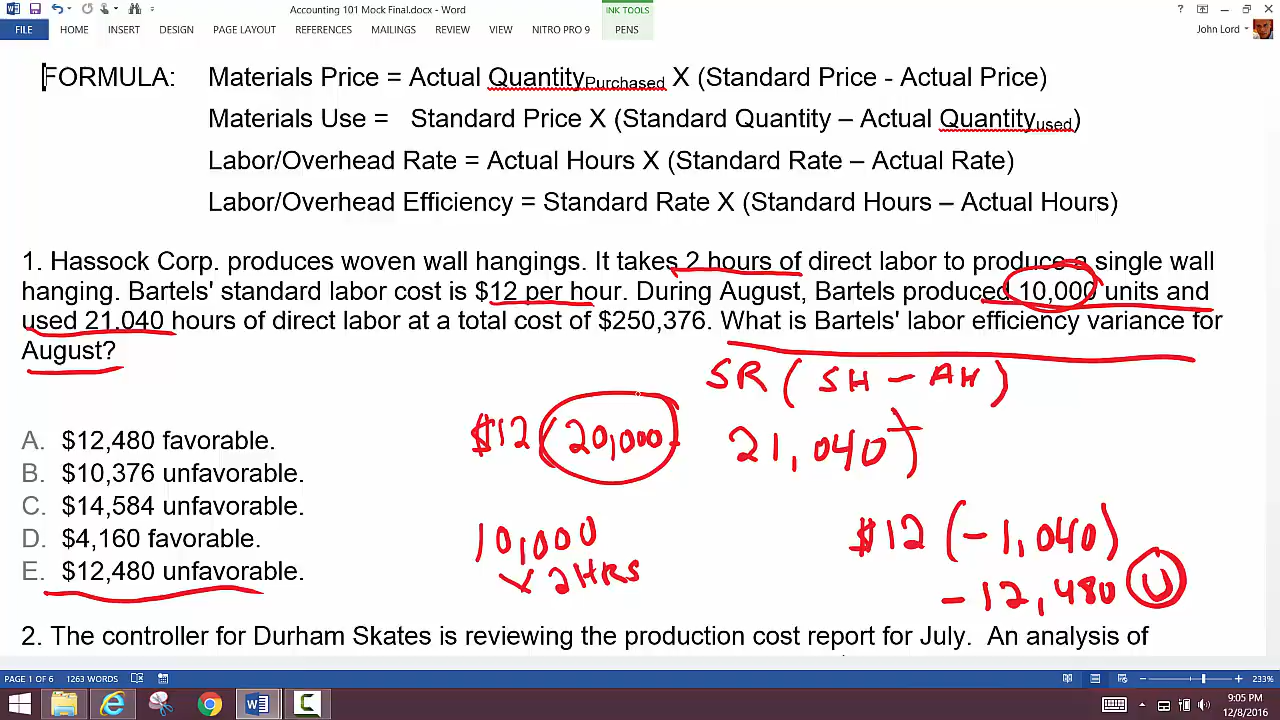 Accounting 101 Mock Final.docx - Word
INK TOOLS
FILE HOME INSERT DESIGN PAGE LAYOUT REFERENCES MAILINGS REVIEW VIEW NITRO PRO 9 PENS
John Lord
FORMULA: Materials Price = Actual QuantityPurchased X (Standard Price - Actual Price)
Materials Use = Standard Price X (Standard Quantity – Actual Quantityused)
Labor/Overhead Rate = Actual Hours X (Standard Rate – Actual Rate)
Labor/Overhead Efficiency = Standard Rate X (Standard Hours – Actual Hours)
1. Hassock Corp. produces woven wall hangings. It takes 2 hours of direct labor to produce a single wall
hanging. Bartels' standard labor cost is $12 per hour. During August, Bartels produced 10,000 units and
used 21,040 hours of direct labor at a total cost of $250,376. What is Bartels' labor efficiency variance for
August?
SR ( SH – AH )
$12 (20,000 21,040)
A. $12,480 favorable.
B. $10,376 unfavorable.
C. $14,584 unfavorable.
D. $4,160 favorable.
E. $12,480 unfavorable.
10,000
x 2 HRS
$12 (-1,040)
-12,480 U
2. The controller for Durham Skates is reviewing the production cost report for July. An analysis of
PAGE 1 OF 6 1263 WORDS 233%
9:05 PM
12/8/2016